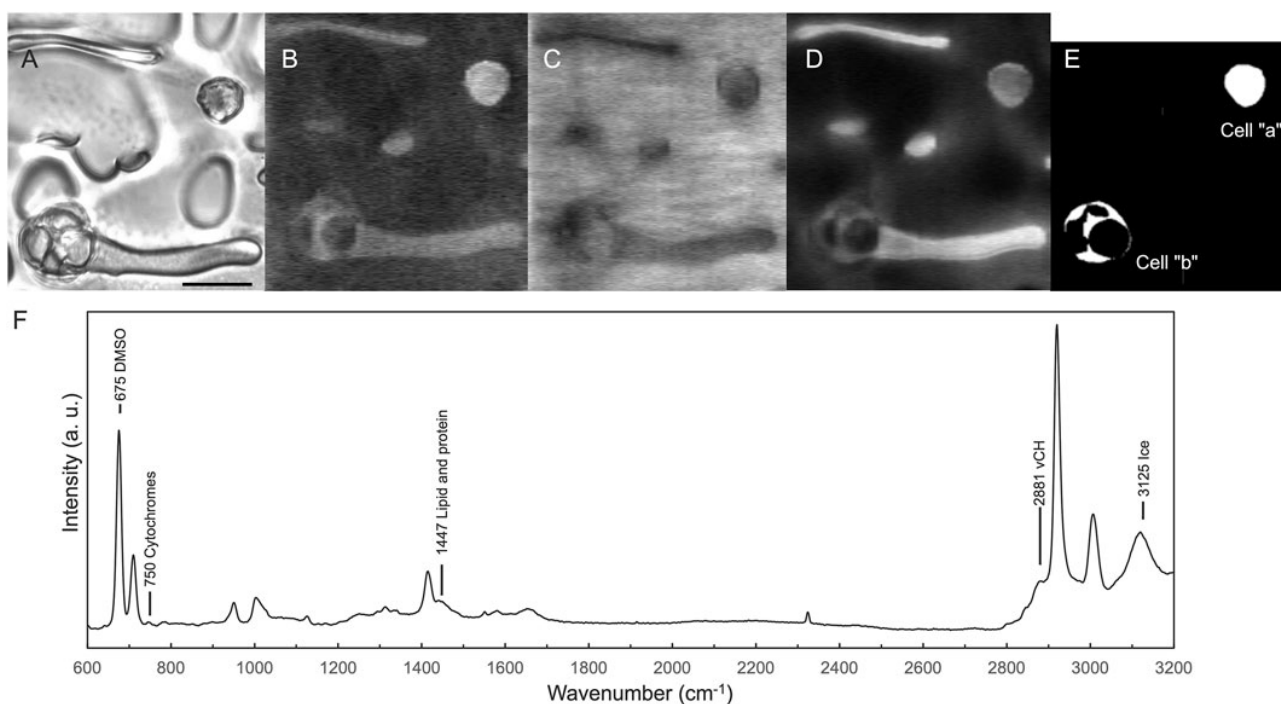 A
B
C
D
E
Cell "a"
Cell "b"
F
675 DMSO
750 Cytochromes
1447 Lipid and protein
2881 vCH
3125 Ice
Intensity (a. u.)
600 800 1000 1200 1400 1600 1800 2000 2200 2400 2600 2800 3000 3200
Wavenumber (cm⁻¹)